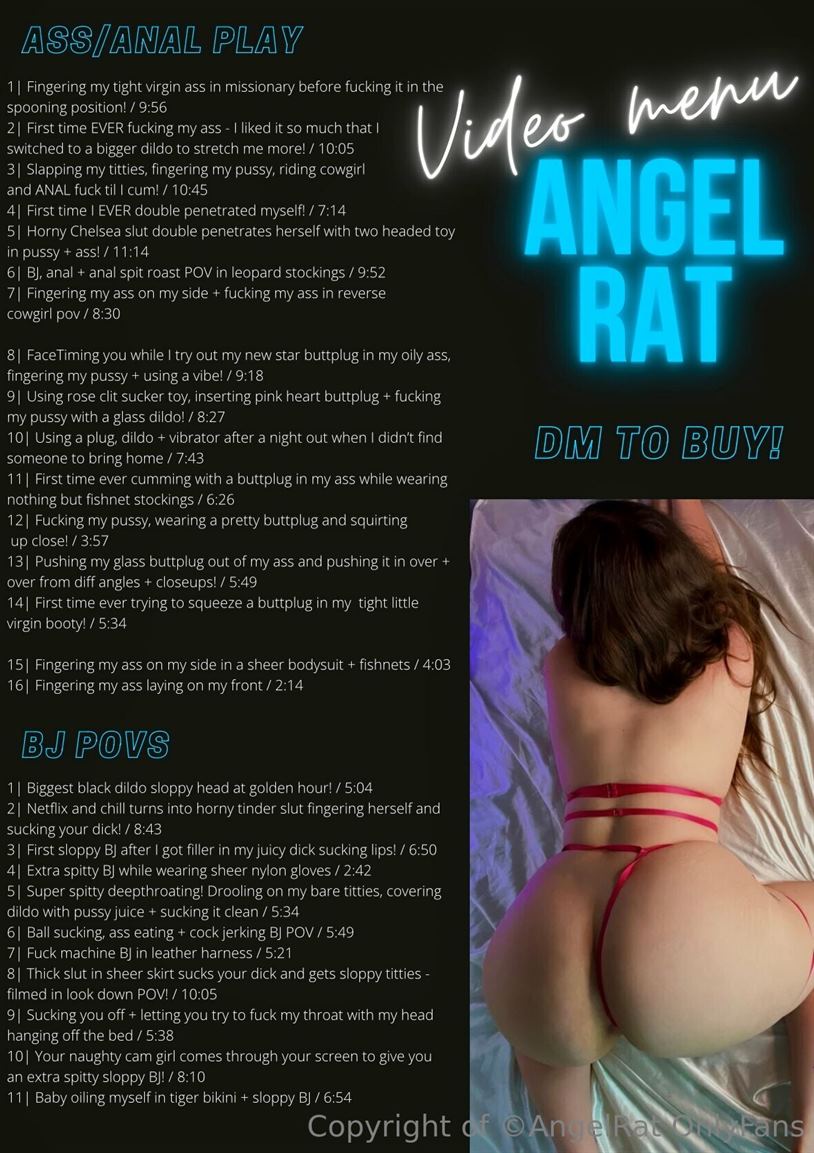 ASS/ANAL PLAY
1| Fingering my tight virgin ass in missionary before fucking it in the
spooning position! / 9:56
2| First time EVER fucking my ass - I liked it so much that I
switched to a bigger dildo to stretch me more! / 10:05
3| Slapping my titties, fingering my pussy, riding cowgirl
and ANAL fuck til I cum! / 10:45
4| First time I EVER double penetrated myself! / 7:14
5| Horny Chelsea slut double penetrates herself with two headed toy
in pussy + ass! / 11:14
6| BJ, anal + anal spit roast POV in leopard stockings / 9:52
7| Fingering my ass on my side + fucking my ass in reverse
cowgirl pov / 8:30
8| FaceTiming you while I try out my new star buttplug in my oily ass,
fingering my pussy + using a vibe! / 9:18
9| Using rose clit sucker toy, inserting pink heart buttplug + fucking
my pussy with a glass dildo! / 8:27
10| Using a plug, dildo + vibrator after a night out when I didn't find
someone to bring home / 7:43
11| First time ever cumming with a buttplug in my ass while wearing
nothing but fishnet stockings / 6:26
12| Fucking my pussy, wearing a pretty buttplug and squirting
up close! / 3:57
13| Pushing my glass buttplug out of my ass and pushing it in over +
over from diff angles + closeups! / 5:49
14| First time ever trying to squeeze a buttplug in my tight little
virgin booty! / 5:34
15| Fingering my ass on my side in a sheer bodysuit + fishnets / 4:03
16| Fingering my ass laying on my front / 2:14
BJ POVS
1| Biggest black dildo sloppy head at golden hour! / 5:04
2| Netflix and chill turns into horny tinder slut fingering herself and
sucking your dick! / 8:43
3| First sloppy BJ after I got filler in my juicy dick sucking lips! / 6:50
4| Extra spitty BJ while wearing sheer nylon gloves / 2:42
5| Super spitty deepthroating! Drooling on my bare titties, covering
dildo with pussy juice + sucking it clean / 5:34
6| Ball sucking, ass eating + cock jerking BJ POV / 5:49
7| Fuck machine BJ in leather harness / 5:21
8| Thick slut in sheer skirt sucks your dick and gets sloppy titties -
filmed in look down POV! / 10:05
9| Sucking you off + letting you try to fuck my throat with my head
hanging off the bed / 5:38
10| Your naughty cam girl comes through your screen to give you
an extra spitty sloppy BJ! / 8:10
11| Baby oiling myself in tiger bikini + sloppy BJ / 6:54
Video menu
ANGEL
RAT
DM TO BUY!
Copyright of ©AngelRat OnlyFans